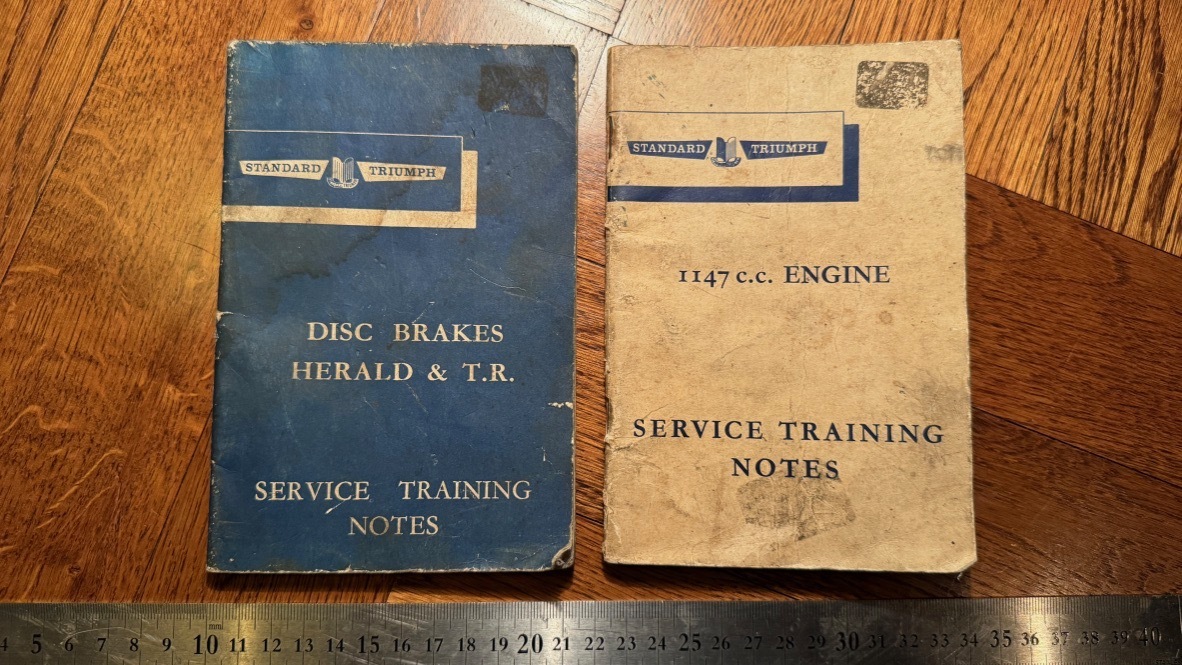 STANDARD TRIUMPH
DISC BRAKES
HERALD & T.R.
SERVICE TRAINING
NOTES
STANDARD TRIUMPH
1147 c.c. ENGINE
SERVICE TRAINING
NOTES
mm
4 5 6 7 8 9 10 11 12 13 14 15 16 17 18 19 20 21 22 23 24 25 26 27 28 29 30 31 32 33 34 35 36 37 38 39 40